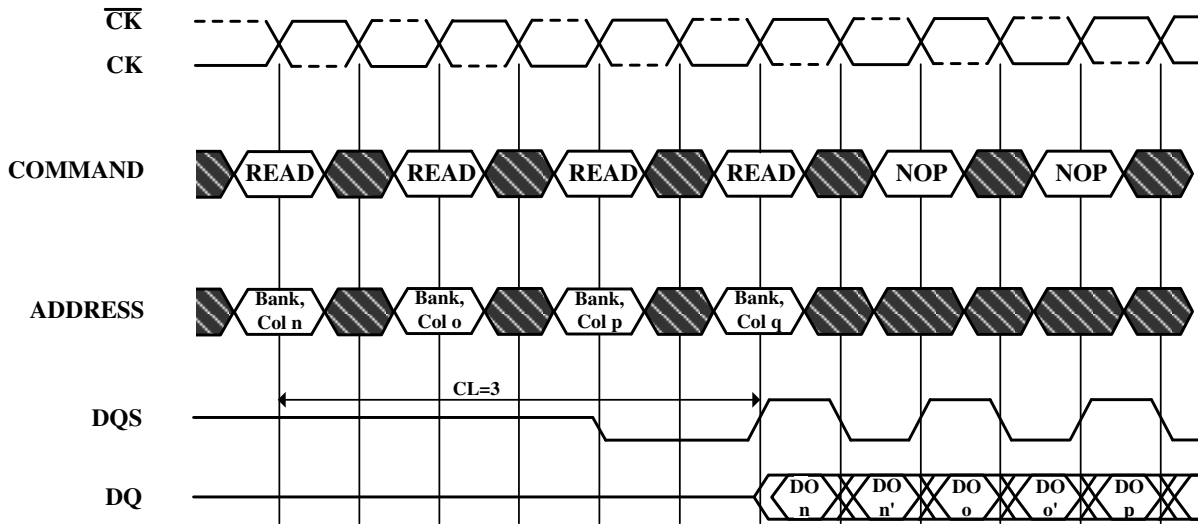 CK
CK
COMMAND
READ
READ
READ
READ
NOP
NOP
ADDRESS
Bank,
Col n
Bank,
Col o
Bank,
Col p
Bank,
Col q
CL=3
DQS
DQ
DO
n
DO
n'
DO
o
DO
o'
DO
p